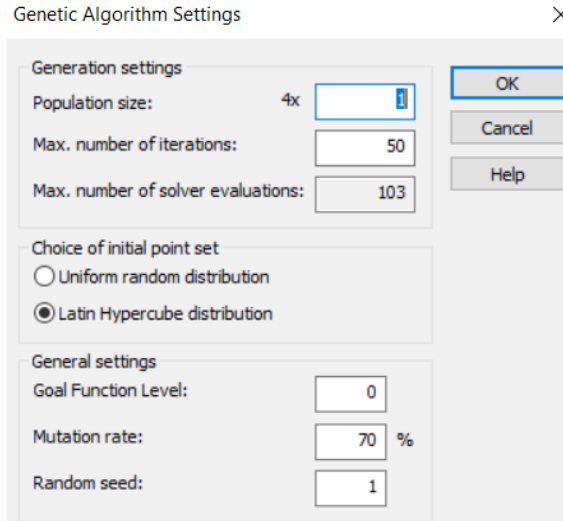 Genetic Algorithm Settings
Generation settings
Population size: 4x 1
Max. number of iterations: 50
Max. number of solver evaluations: 103
OK
Cancel
Help
Choice of initial point set
Uniform random distribution
Latin Hypercube distribution
General settings
Goal Function Level: 0
Mutation rate: 70 %
Random seed: 1